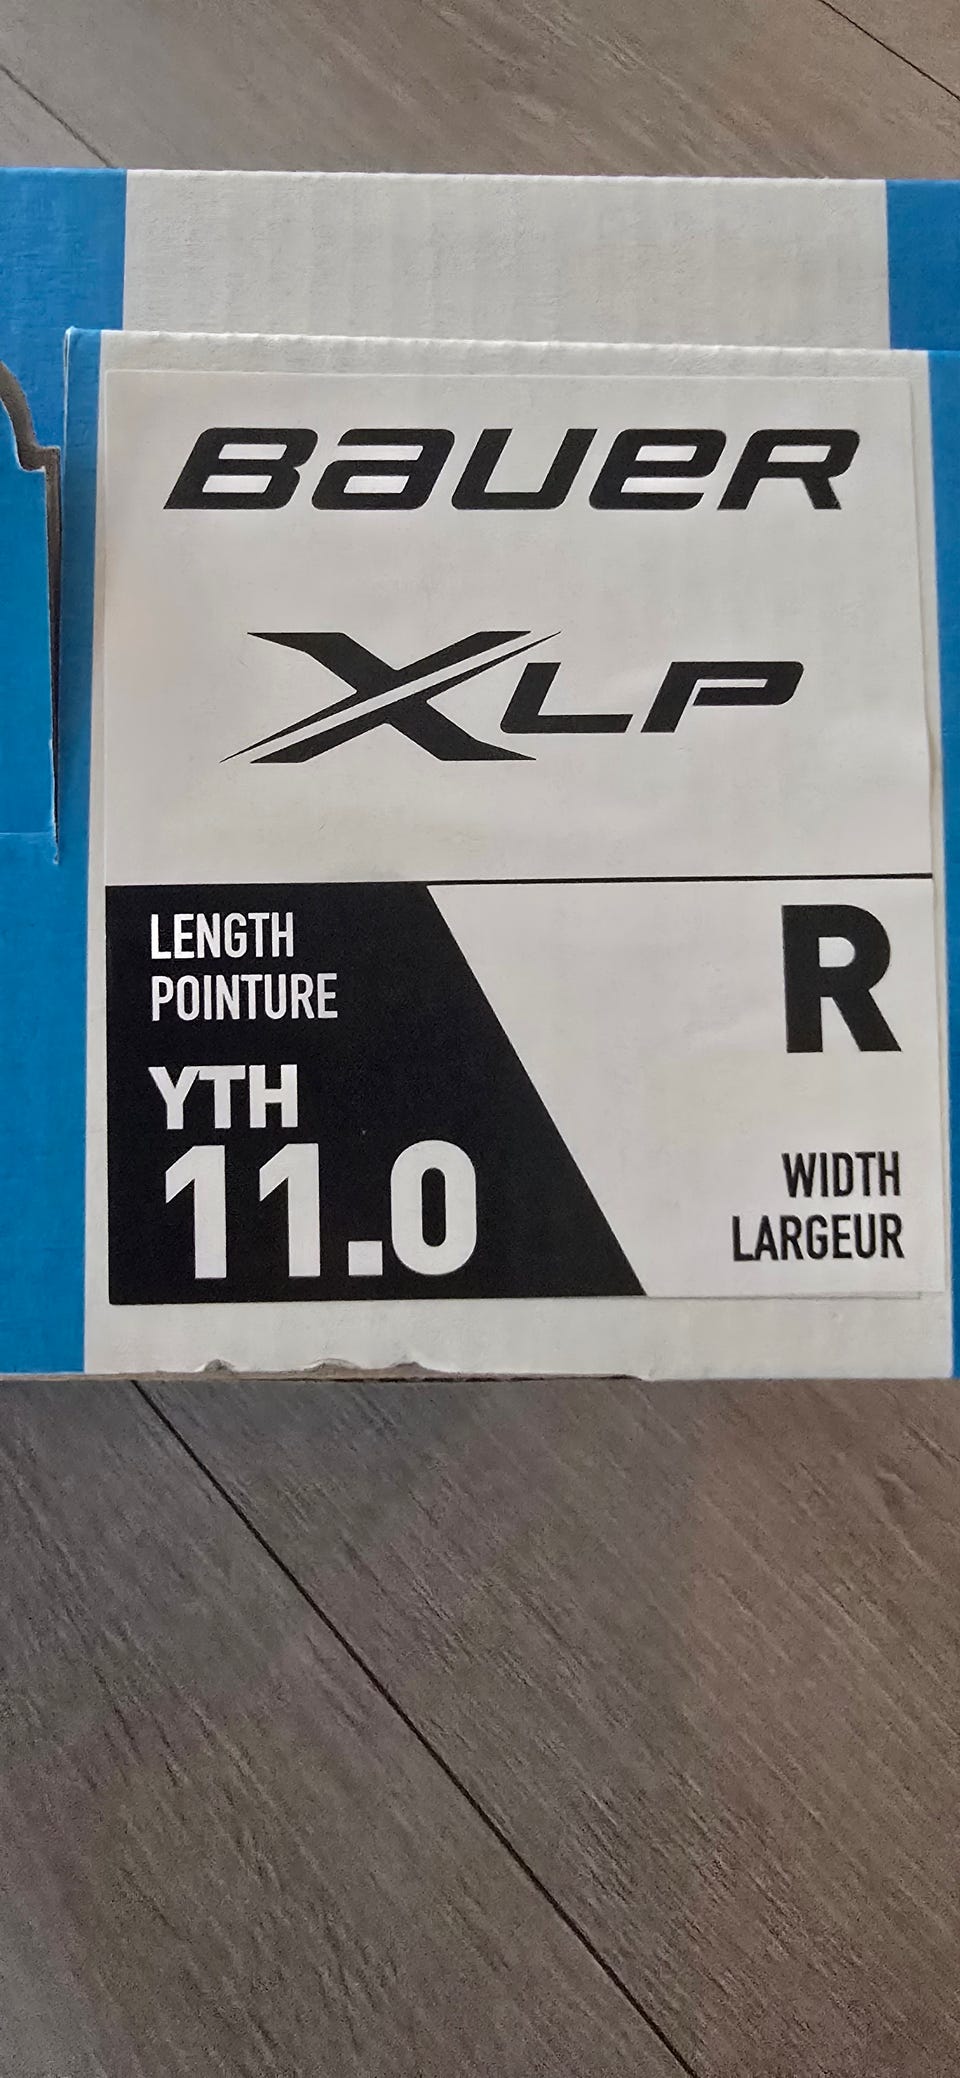 BAUER
XLP
LENGTH
POINTURE
YTH
11.0
R
WIDTH
LARGEUR